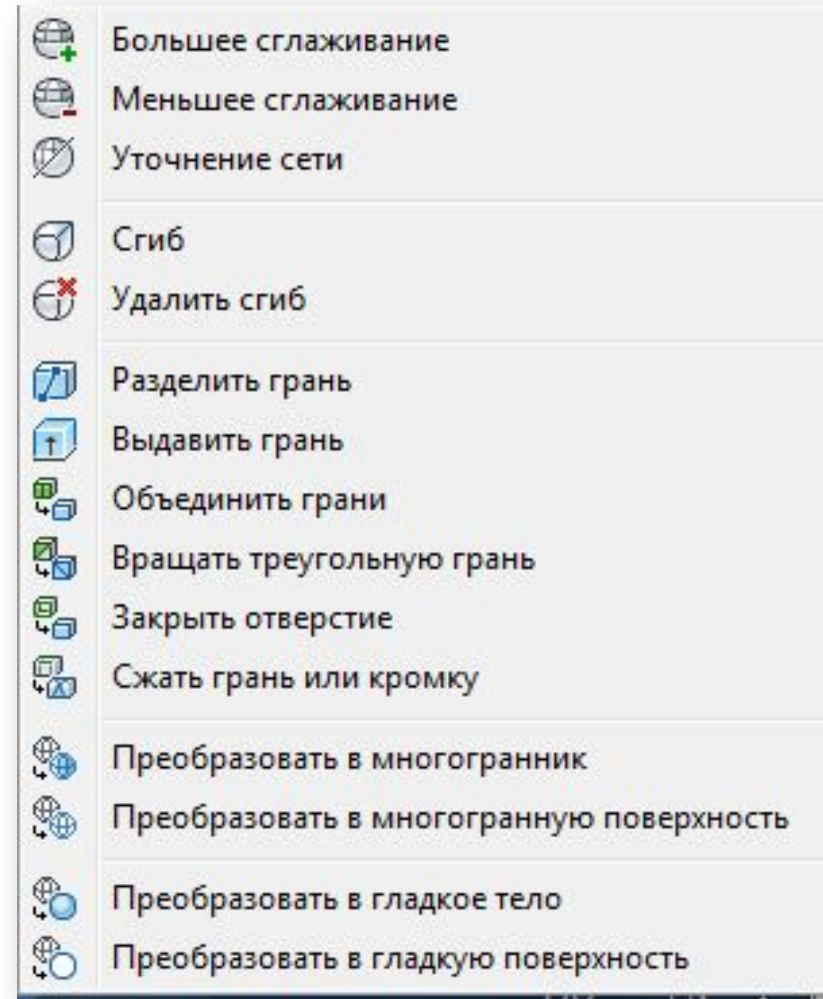 Большее сглаживание
Меньшее сглаживание
Уточнение сети
Сгиб
Удалить сгиб
Разделить грань
Выдавить грань
Объединить грани
Вращать треугольную грань
Закрыть отверстие
Сжать грань или кромку
Преобразовать в многогранник
Преобразовать в многогранную поверхность
Преобразовать в гладкое тело
Преобразовать в гладкую поверхность